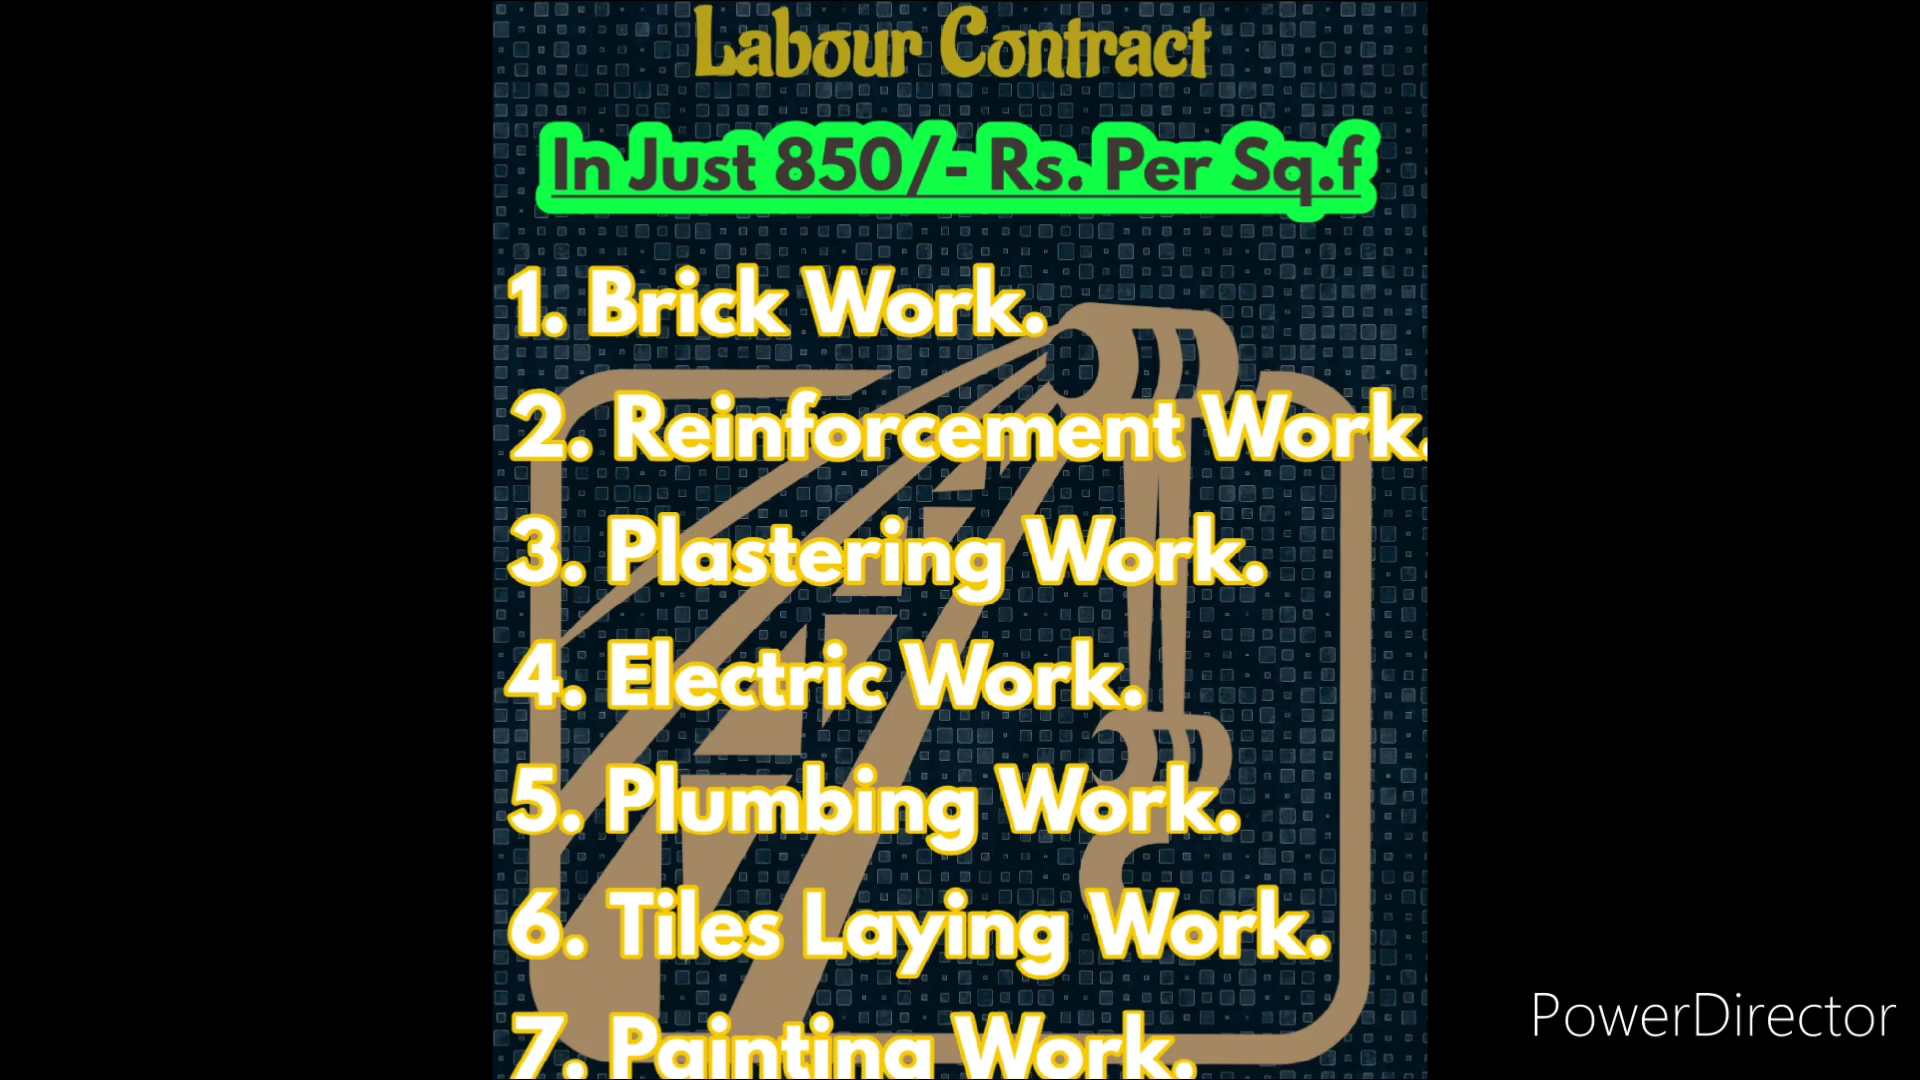 Labour Contract
In Just 850/- Rs. Per Sq.f
1. Brick Work.
2. Reinforcement Work.
3. Plastering Work.
4. Electric Work.
5. Plumbing Work.
6. Tiles Laying Work.
7. Painting Work.
PowerDirector